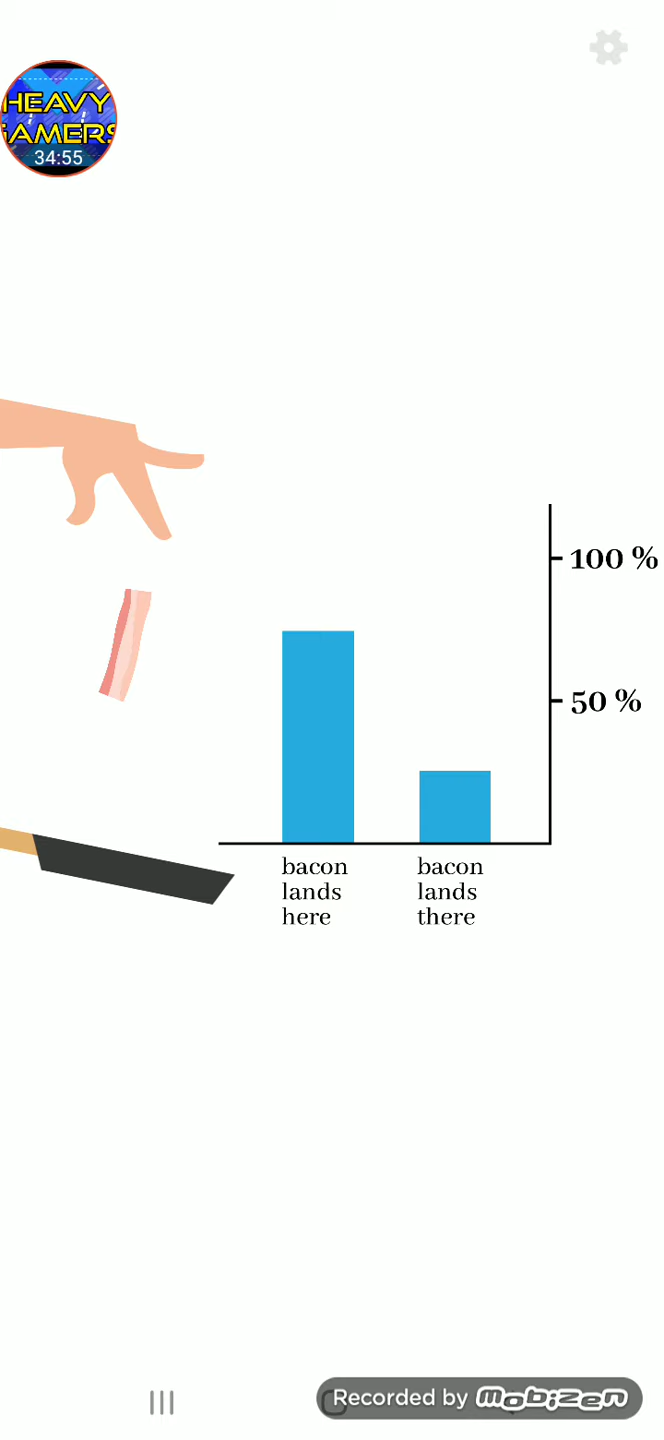 HEAVY
GAMERS
34:55
100 %
50 %
bacon
lands
here
bacon
lands
there
Recorded by mobizen